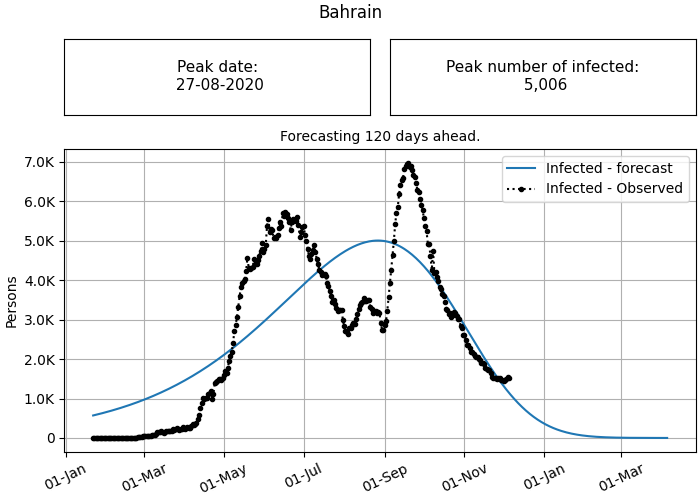 Bahrain
Peak date:
27-08-2020
Peak number of infected:
5,006
Forecasting 120 days ahead.
7.0K
6.0K
5.0K
4.0K
3.0K
2.0K
1.0K
0
Persons
Infected - forecast
Infected - Observed
01-Jan
01-Mar
01-May
01-Jul
01-Sep
01-Nov
01-Jan
01-Mar